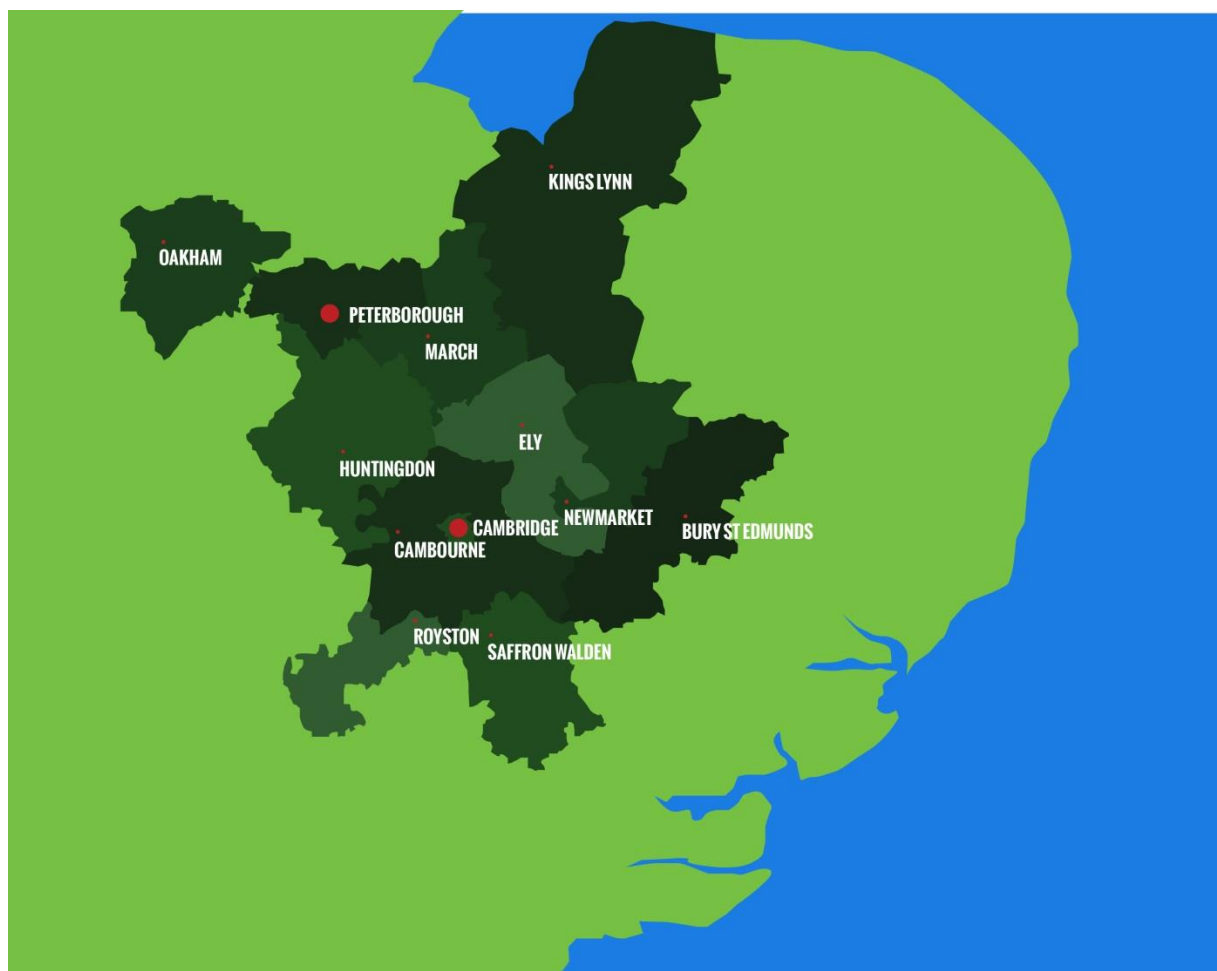 KINGS LYNN
OAKHAM
PETERBOROUGH
MARCH
ELY
HUNTINGDON
NEWMARKET
CAMBRIDGE
BURY ST EDMUNDS
CAMBOURNE
ROYSTON
SAFFRON WALDEN